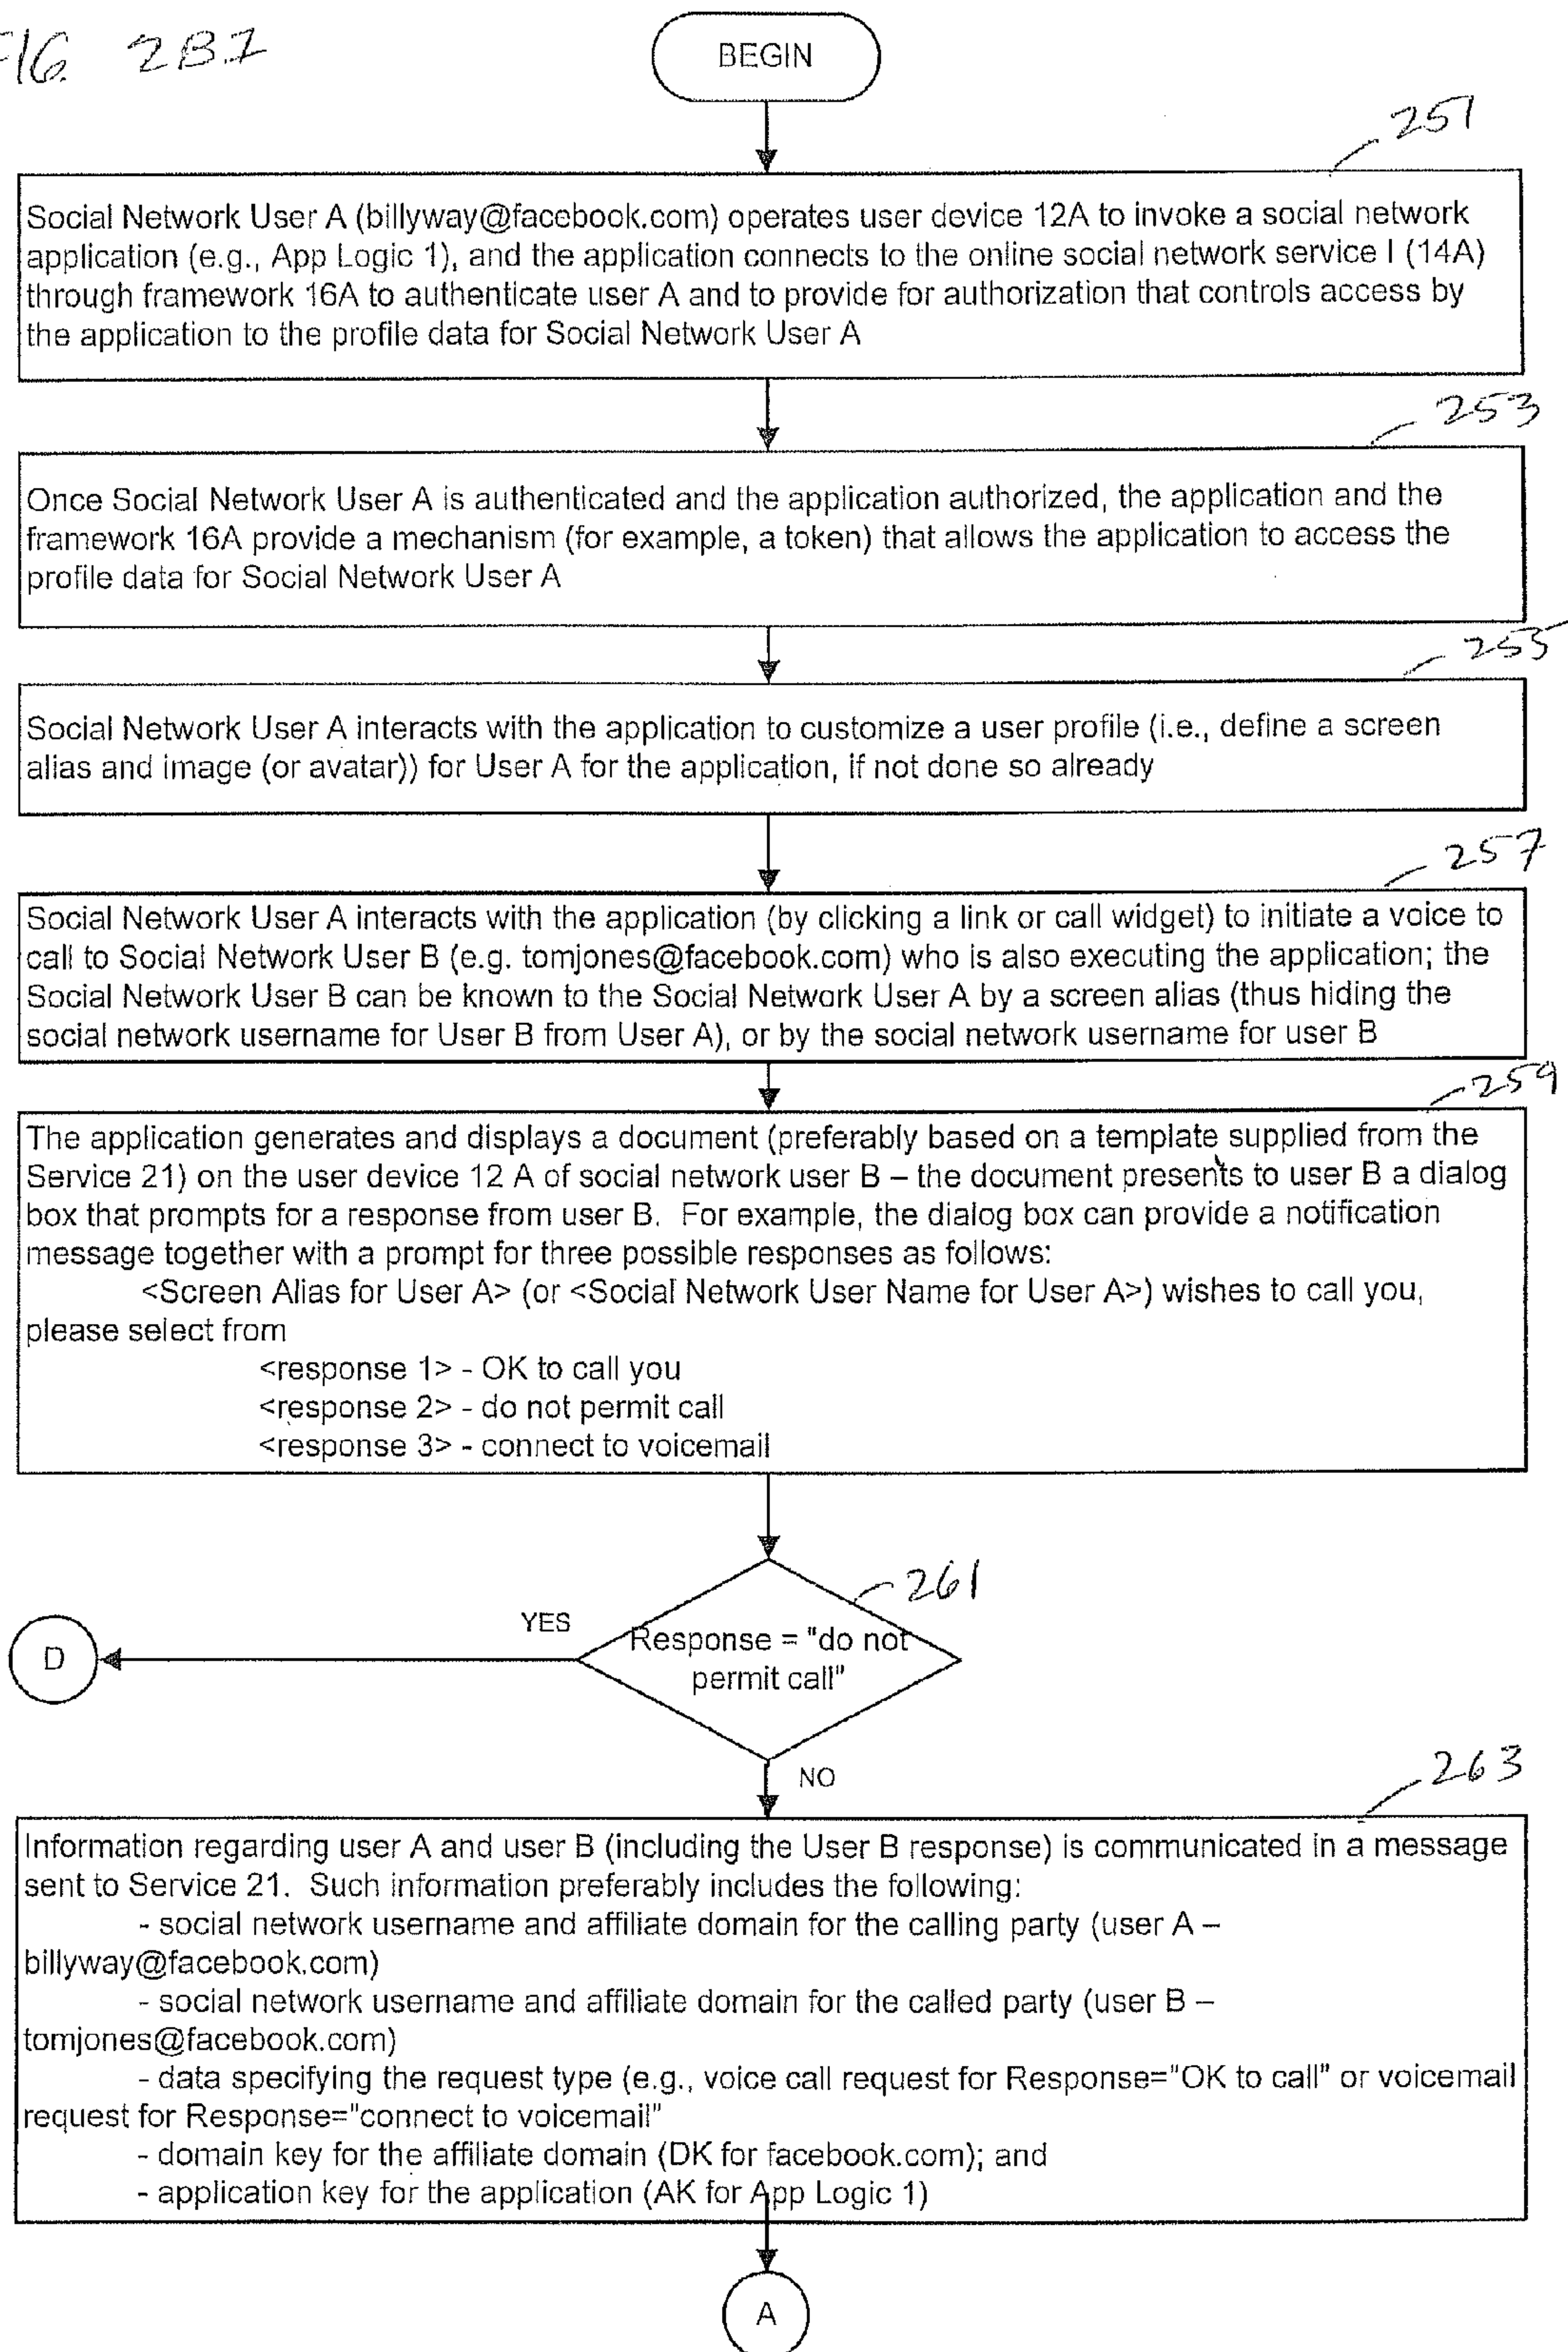 FIG. 2B.1
BEGIN
251
Social Network User A (billyway@facebook.com) operates user device 12A to invoke a social network
application (e.g., App Logic 1), and the application connects to the online social network service I (14A)
through framework 16A to authenticate user A and to provide for authorization that controls access by
the application to the profile data for Social Network User A
253
Once Social Network User A is authenticated and the application authorized, the application and the
framework 16A provide a mechanism (for example, a token) that allows the application to access the
profile data for Social Network User A
255
Social Network User A interacts with the application to customize a user profile (i.e., define a screen
alias and image (or avatar)) for User A for the application, if not done so already
257
Social Network User A interacts with the application (by clicking a link or call widget) to initiate a voice to
call to Social Network User B (e.g. tomjones@facebook.com) who is also executing the application; the
Social Network User B can be known to the Social Network User A by a screen alias (thus hiding the
social network username for User B from User A), or by the social network username for user B
259
The application generates and displays a document (preferably based on a template supplied from the
Service 21) on the user device 12 A of social network user B – the document presents to user B a dialog
box that prompts for a response from user B. For example, the dialog box can provide a notification
message together with a prompt for three possible responses as follows:
<Screen Alias for User A> (or <Social Network User Name for User A>) wishes to call you,
please select from
<response 1> - OK to call you
<response 2> - do not permit call
<response 3> - connect to voicemail
261
YES
D
Response = "do not
permit call"
NO
263
Information regarding user A and user B (including the User B response) is communicated in a message
sent to Service 21. Such information preferably includes the following:
- social network username and affiliate domain for the calling party (user A –
billyway@facebook.com)
- social network username and affiliate domain for the called party (user B –
tomjones@facebook.com)
- data specifying the request type (e.g., voice call request for Response="OK to call" or voicemail
request for Response="connect to voicemail"
- domain key for the affiliate domain (DK for facebook.com); and
- application key for the application (AK for App Logic 1)
A